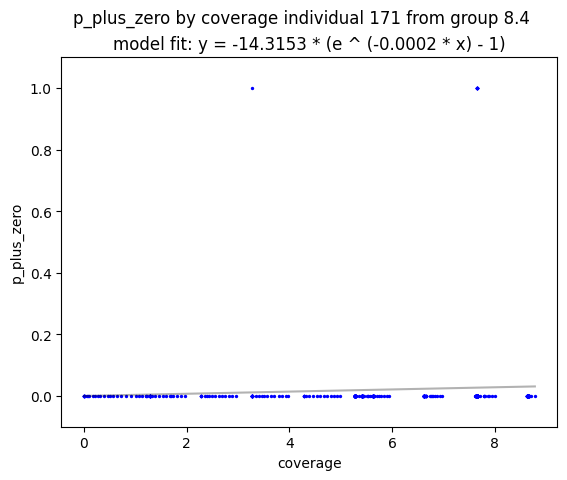 p_plus_zero by coverage individual 171 from group 8.4
model fit: y = -14.3153 * (e ^ (-0.0002 * x) - 1)
1.0
0.8
0.6
0.4
0.2
0.0
p_plus_zero
0 2 4 6 8
coverage